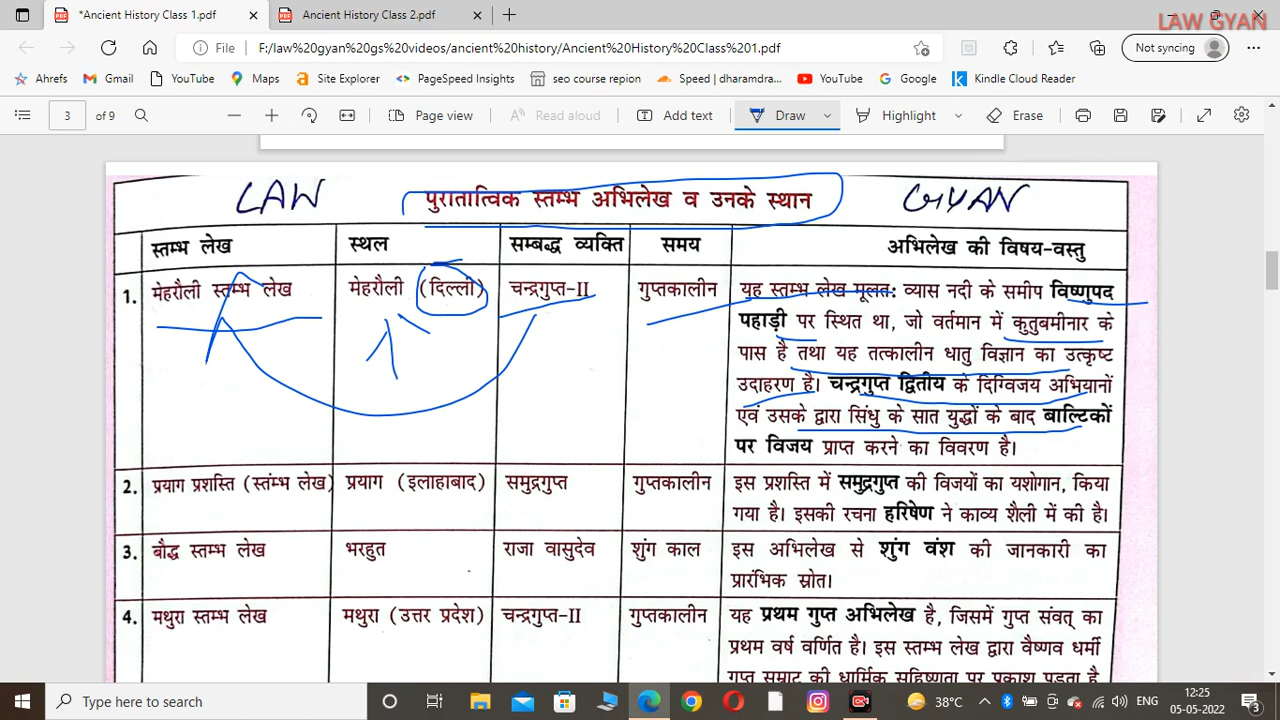 *Ancient History Class 1.pdf
Ancient History Class 2.pdf
LAW GYAN
File F:/law%20gyan%20gs%20videos/ancient%20history/Ancient%20History%20Class%201.pdf
Not syncing
Ahrefs Gmail YouTube Maps Site Explorer PageSpeed Insights seo course repion Speed | dharamdra... YouTube Google Kindle Cloud Reader
3 of 9 Page view Read aloud Add text Draw Highlight Erase
LAW पुरातात्विक स्तम्भ अभिलेख व उनके स्थान GYAN
स्तम्भ लेख स्थल सम्बद्ध व्यक्ति समय अभिलेख की विषय-वस्तु
1. मेहरौली स्तम्भ लेख मेहरौली (दिल्ली) चन्द्रगुप्त-II गुप्तकालीन यह स्तम्भ लेख मूलतः व्यास नदी के समीप विष्णुपद
पहाड़ी पर स्थित था, जो वर्तमान में कुतुबमीनार के
पास है तथा यह तत्कालीन धातु विज्ञान का उत्कृष्ट
उदाहरण है। चन्द्रगुप्त द्वितीय के दिग्विजय अभियानों
एवं उसके द्वारा सिंधु के सात युद्धों के बाद बाल्टिकों
पर विजय प्राप्त करने का विवरण है।
2. प्रयाग प्रशस्ति (स्तंम्भ लेख) प्रयाग (इलाहाबाद) समुद्रगुप्त गुप्तकालीन इस प्रशस्ति में समुद्रगुप्त की विजयों का यशोगान, किया
गया है। इसकी रचना हरिषेण ने काव्य शैली में की है।
3. बौद्ध स्तम्भ लेख भरहुत राजा वासुदेव शुंग काल इस अभिलेख से शुंग वंश की जानकारी का
प्रारंभिक स्रोत।
4. मथुरा स्तम्भ लेख मथुरा (उत्तर प्रदेश) चन्द्रगुप्त-II गुप्तकालीन यह प्रथम गुप्त अभिलेख है, जिसमें गुप्त संवत् का
प्रथम वर्ष वर्णित है। इस स्तम्भ लेख द्वारा वैष्णव धर्मी
गुप्त सम्राट की धार्मिक सहिष्णुता पर प्रकाश पड़ता है
Type here to search
38°C
ENG
12:25
05-05-2022
3